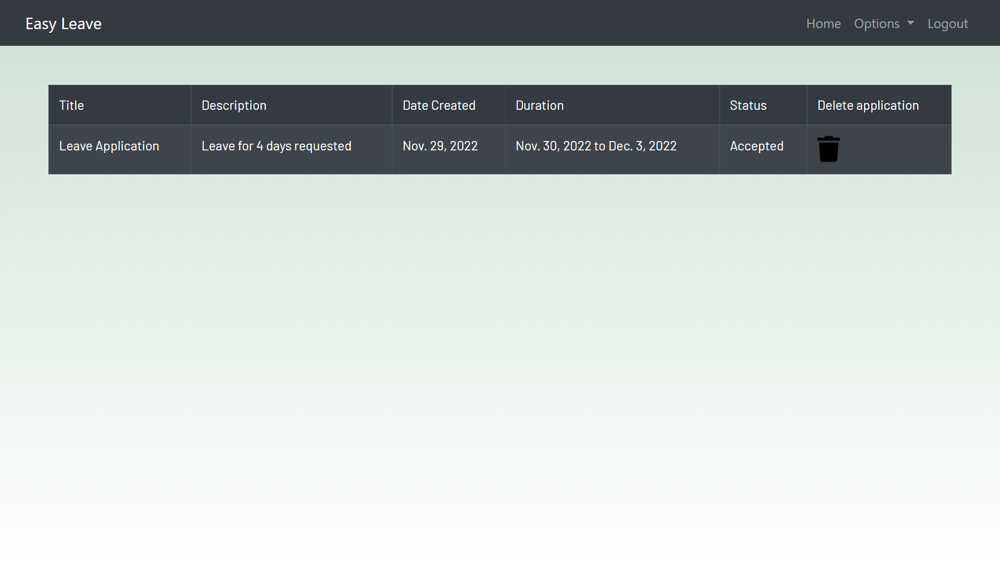 Easy Leave Home Options Logout
Title Description Date Created Duration Status Delete application
Leave Application Leave for 4 days requested Nov. 29, 2022 Nov. 30, 2022 to Dec. 3, 2022 Accepted